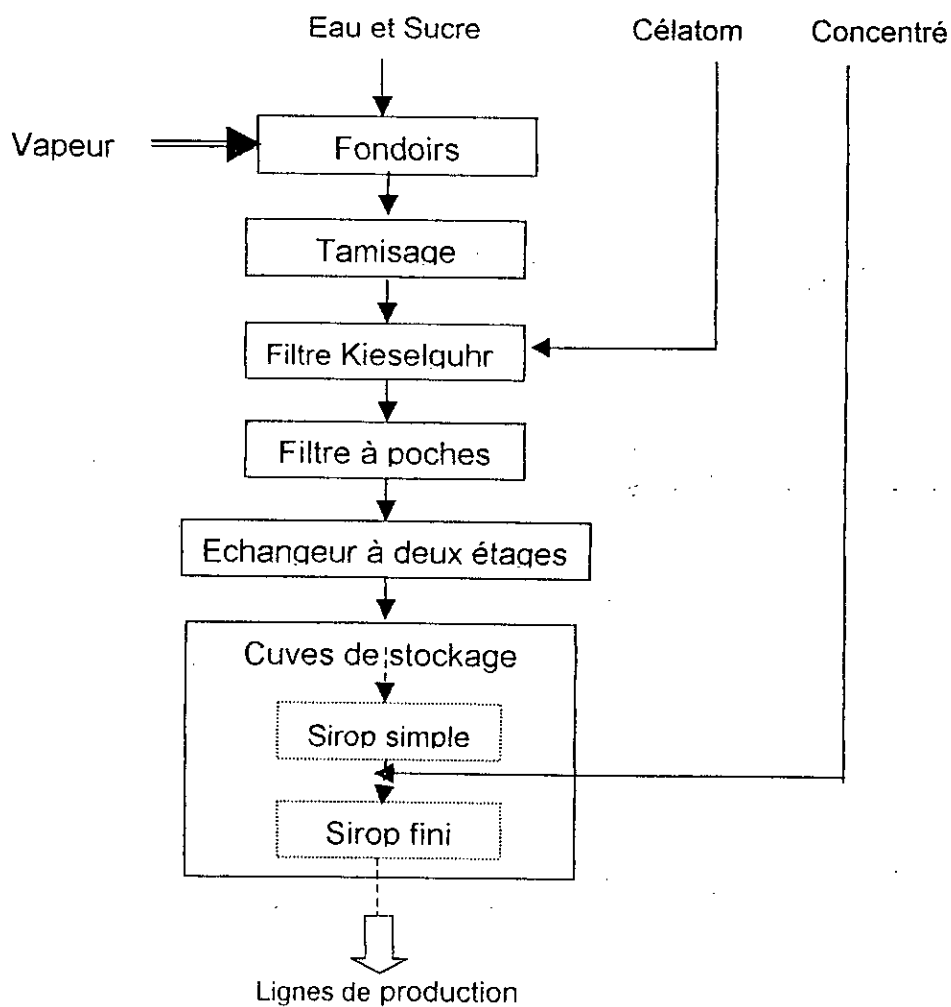 Eau et Sucre Célatom Concentré
Vapeur
Fondoirs
Tamisage
Filtre Kieselguhr
Filtre à poches
Echangeur à deux étages
Cuves de stockage
Sirop simple
Sirop fini
Lignes de production